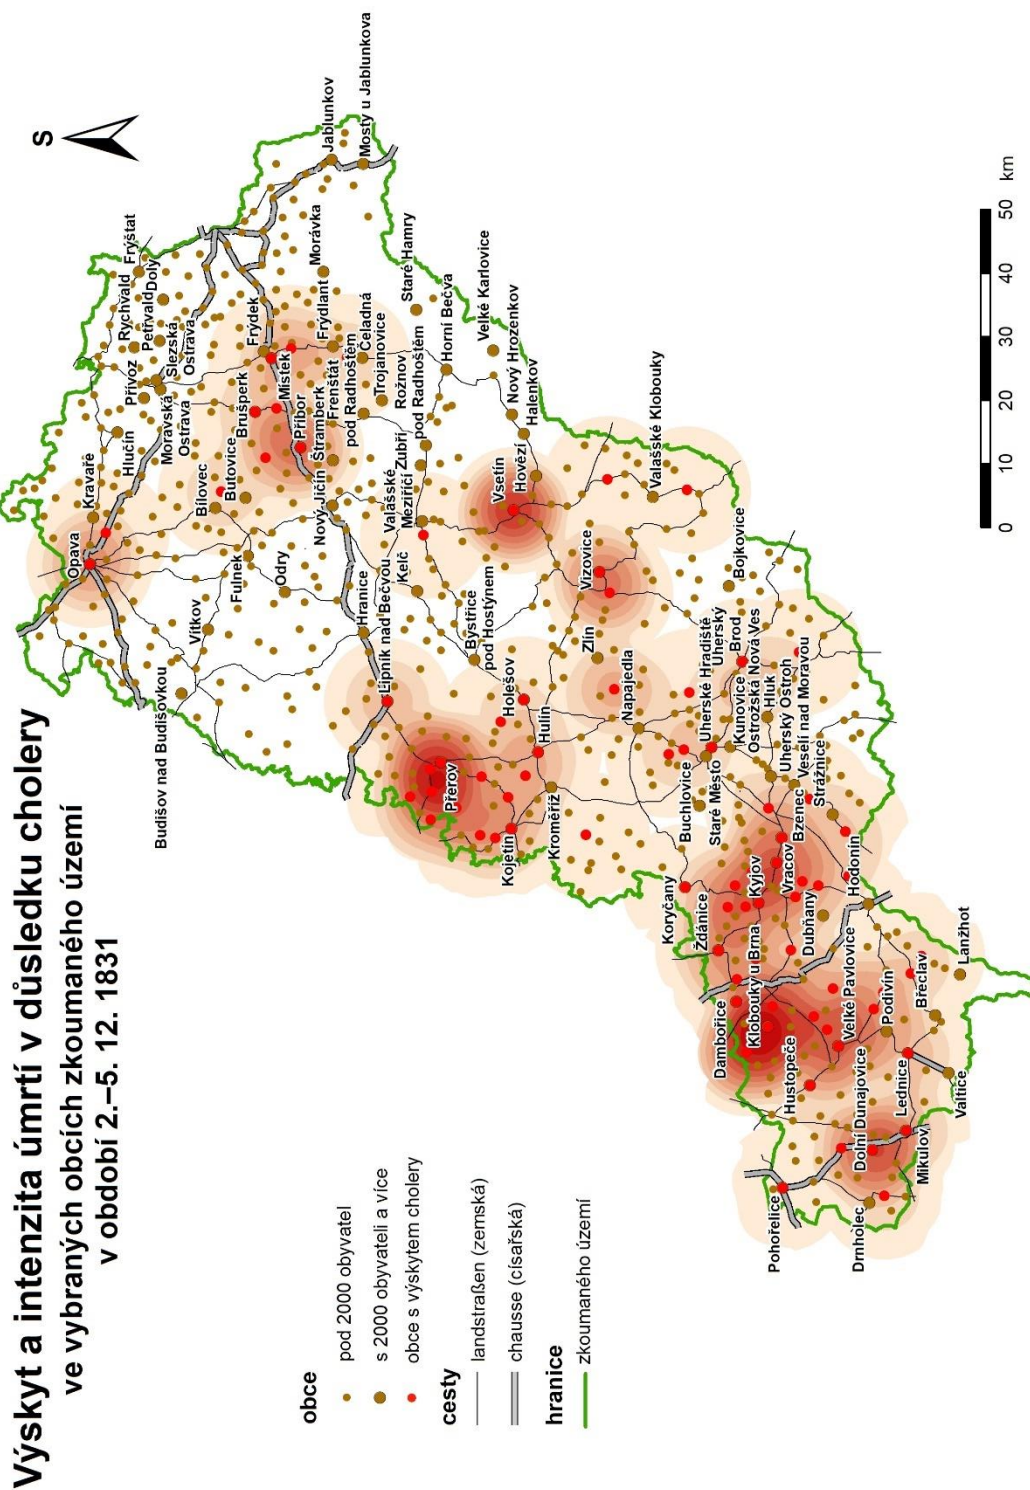 Výskyt a intenzita úmrtí v důsledku cholery
ve vybraných obcích zkoumaného území
v období 2.–5. 12. 1831
S
obce
pod 2000 obyvatel
s 2000 obyvateli a více
obce s výskytem cholery
cesty
landstraßen (zemská)
chausse (císařská)
hranice
zkoumaného území
0 10 20 30 40 50 km
Opava
Kravaře
Hlučín
Přívoz
Rychvald
Petřvald
Doly
Fryštat
Moravská
Ostrava
Slezská
Ostrava
Vítkov
Budišov nad Budišovkou
Bílovec
Butovice
Fulnek
Odry
Brušperk
Frýdek
Místek
Příbor
Štramberk
Nový Jičín
Frenštát
pod Radhoštěm
Frýdlant
Morávka
Čeladná
Trojanovice
Jablunkov
Mosty u Jablunkova
Staré Hamry
Hranice
Lipník nad Bečvou
Kelč
Valašské
Meziříčí
Zubří
Rožnov
pod Radhoštěm
Horní Bečva
Velké Karlovice
Nový Hrozenkov
Halenkov
Hovězí
Vsetín
Bystřice
pod Hostýnem
Přerov
Holešov
Hulín
Kojetín
Kroměříž
Zlín
Vizovice
Valašské Klobouky
Napajedla
Bojkovice
Koryčany
Buchlovice
Staré Město
Uherské Hradiště
Uherský
Brod
Kunovice
Ostrožská Nová Ves
Hluk
Uherský Ostroh
Veselí nad Moravou
Strážnice
Bzenec
Vracov
Kyjov
Ždánice
Dubňany
Hodonín
Dambořice
Klobouky u Brna
Velké Pavlovice
Hustopeče
Podivín
Břeclav
Lanžhot
Dolní Dunajovice
Lednice
Valtice
Mikulov
Pohořelice
Drnholec